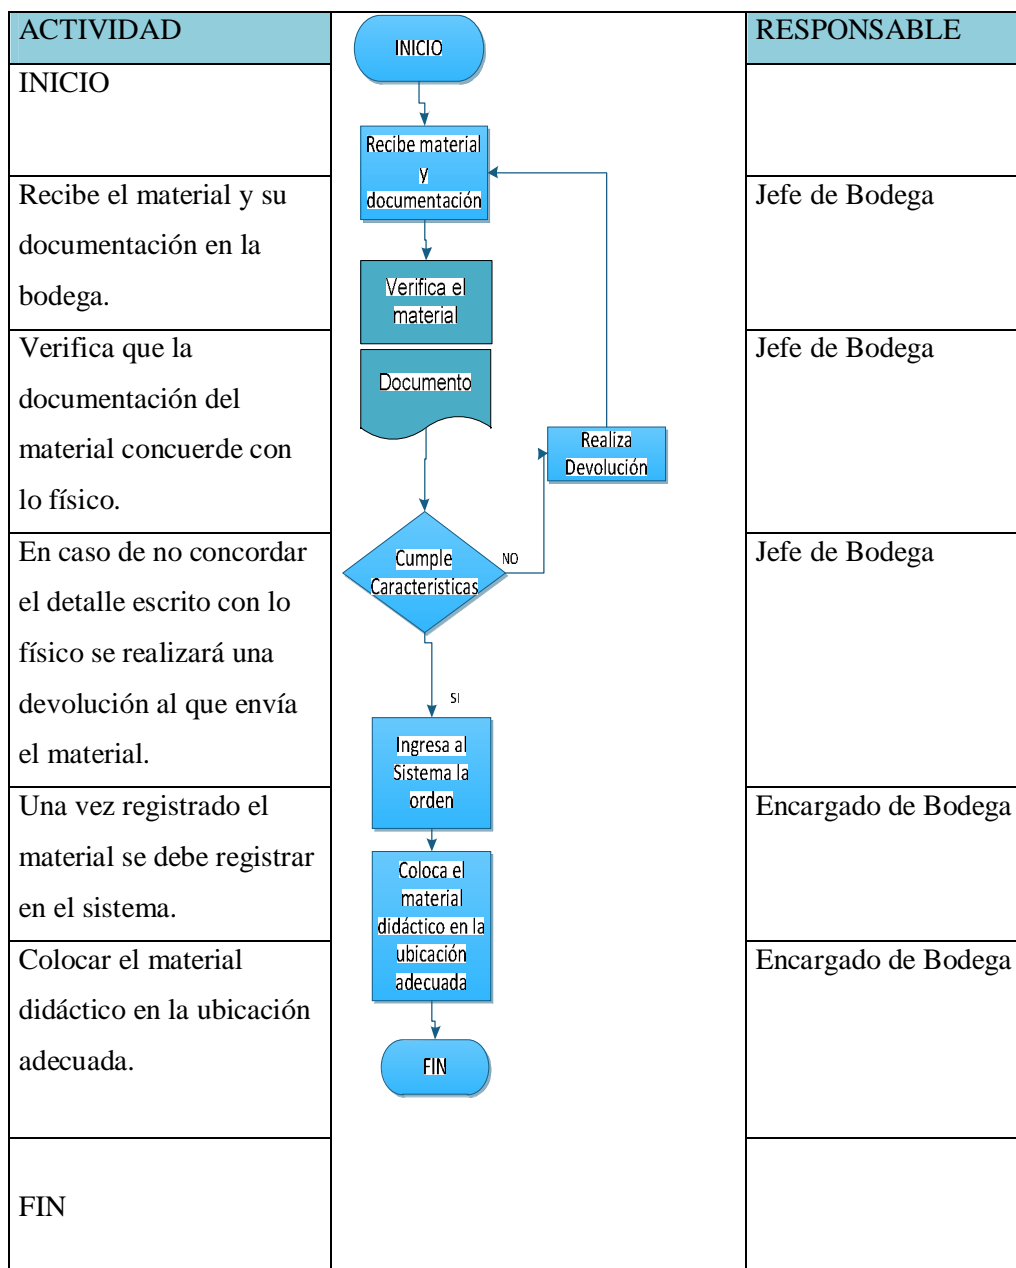 ACTIVIDAD
INICIO
RESPONSABLE
INICIO
Recibe material
y
documentación
Recibe el material y su
documentación en la
bodega.
Jefe de Bodega
Verifica el
material
Documento
Verifica que la
documentación del
material concuerde con
lo físico.
Jefe de Bodega
Realiza
Devolución
En caso de no concordar
el detalle escrito con lo
físico se realizará una
devolución al que envía
el material.
Cumple
Caracteristicas
NO
SI
Jefe de Bodega
Ingresa al
Sistema la
orden
Una vez registrado el
material se debe registrar
en el sistema.
Encargado de Bodega
Coloca el
material
didáctico en la
ubicación
adecuada
Colocar el material
didáctico en la ubicación
adecuada.
Encargado de Bodega
FIN
FIN